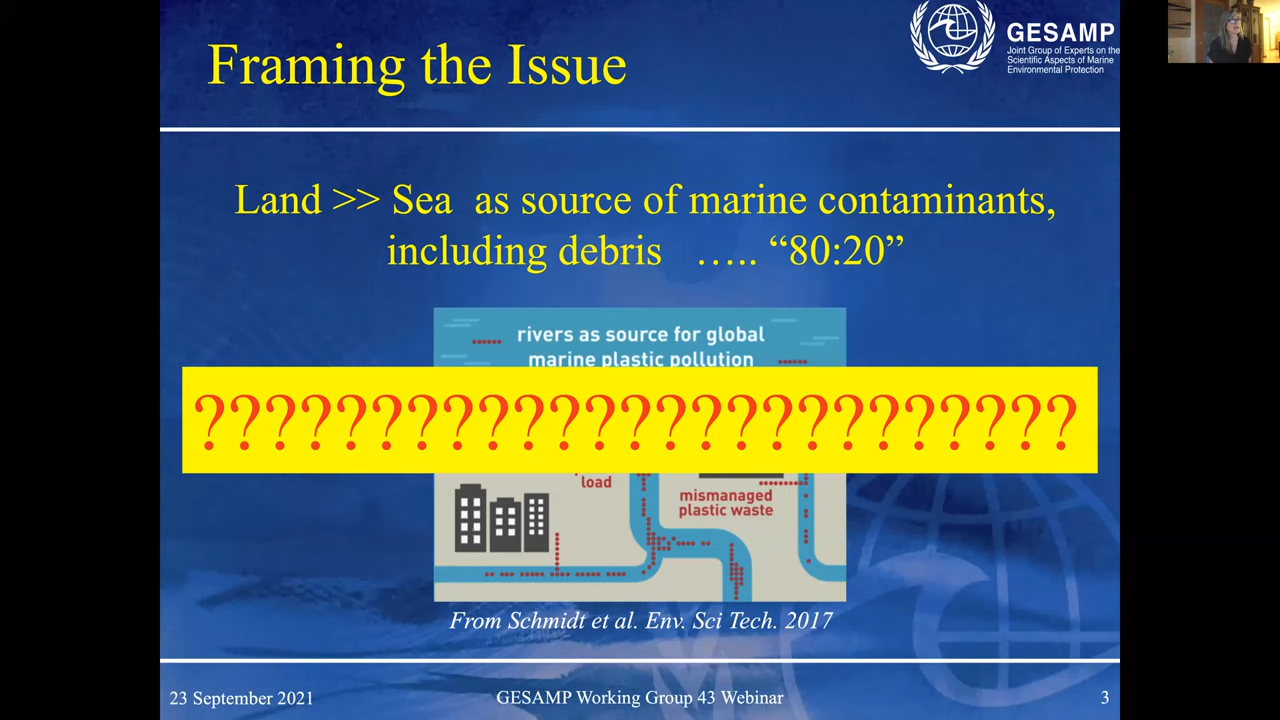 Framing the Issue
GESAMP
Joint Group of Experts on the
Scientific Aspects of Marine
Environmental Protection
Land >> Sea as source of marine contaminants,
including debris ….. “80:20”
rivers as source for global
marine plastic pollution
?????????????????????????
load
mismanaged
plastic waste
From Schmidt et al. Env. Sci Tech. 2017
23 September 2021
GESAMP Working Group 43 Webinar
3